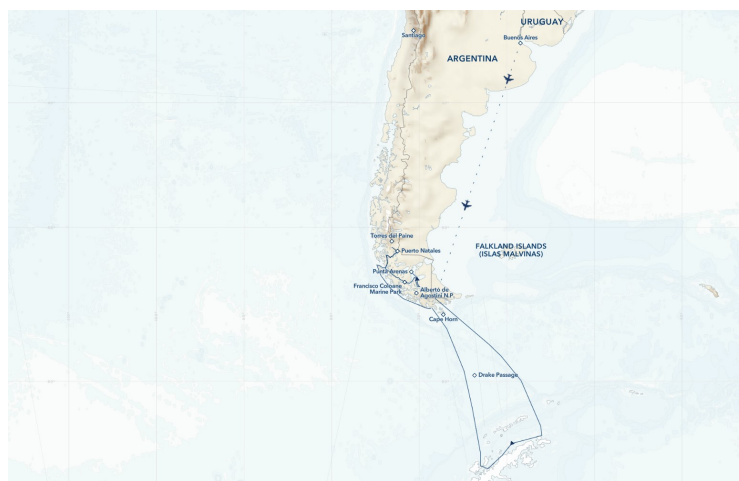 URUGUAY
Santiago
Buenos Aires
ARGENTINA
Torres del Paine
FALKLAND ISLANDS
(ISLAS MALVINAS)
Puerto Natales
Punta Arenas
Francisco Coloane
Marine Park
Alberto de
Agostini N.P.
Cape Horn
Drake Passage